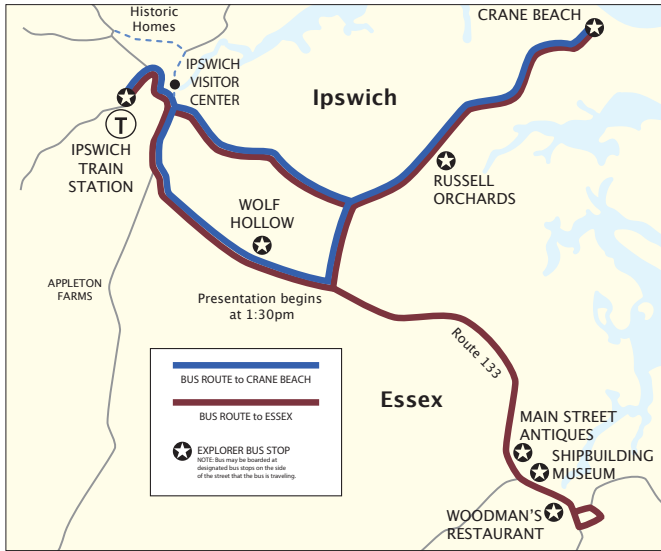 Historic
Homes
CRANE BEACH
IPSWICH
VISITOR
CENTER
Ipswich
T
IPSWICH
TRAIN
STATION
RUSSELL
ORCHARDS
WOLF
HOLLOW
APPLETON
FARMS
Presentation begins
at 1:30pm
Route 133
BUS ROUTE to CRANE BEACH
BUS ROUTE to ESSEX
EXPLORER BUS STOP
NOTE: Bus may be boarded at
designated bus stops on the side
of the street that the bus is traveling.
Essex
MAIN STREET
ANTIQUES
SHIPBUILDING
MUSEUM
WOODMAN'S
RESTAURANT